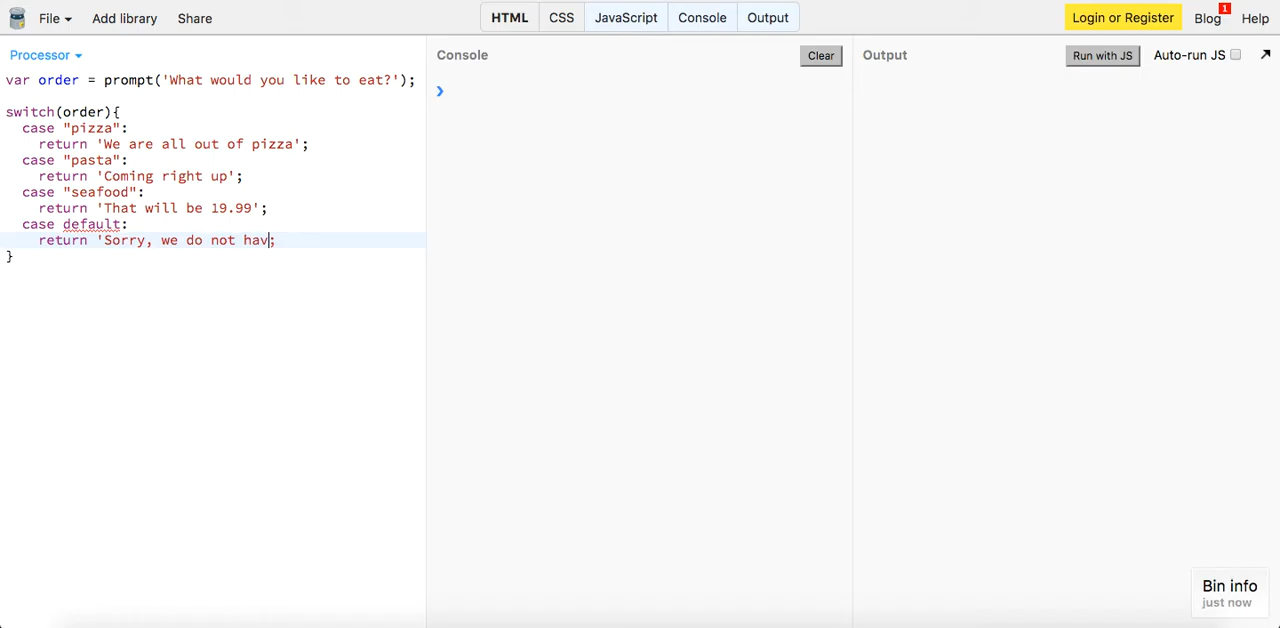 File Add library Share HTML CSS JavaScript Console Output Login or Register Blog 1 Help
Processor Console Clear Output Run with JS Auto-run JS
var order = prompt('What would you like to eat?');
switch(order){
case "pizza":
return 'We are all out of pizza';
case "pasta":
return 'Coming right up';
case "seafood":
return 'That will be 19.99';
case default:
return 'Sorry, we do not hav;
}
Bin info
just now